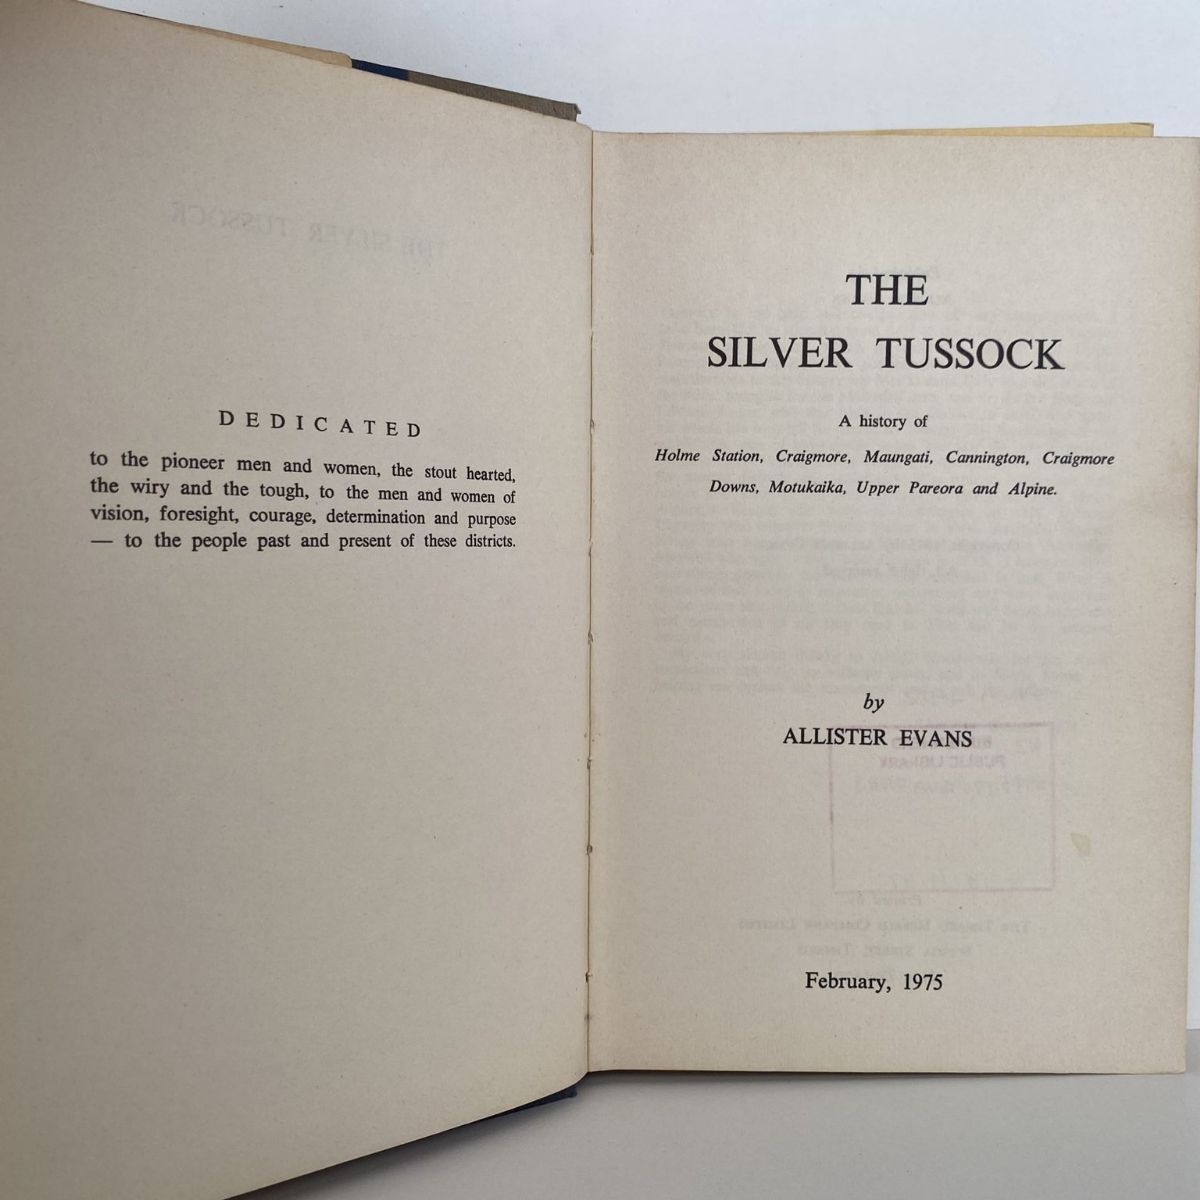 DEDICATED
to the pioneer men and women, the stout hearted,
the wiry and the tough, to the men and women of
vision, foresight, courage, determination and purpose
— to the people past and present of these districts.
THE
SILVER TUSSOCK
A history of
Holme Station, Craigmore, Maungati, Cannington, Craigmore
Downs, Motukaika, Upper Pareora and Alpine.
by
ALLISTER EVANS
February, 1975